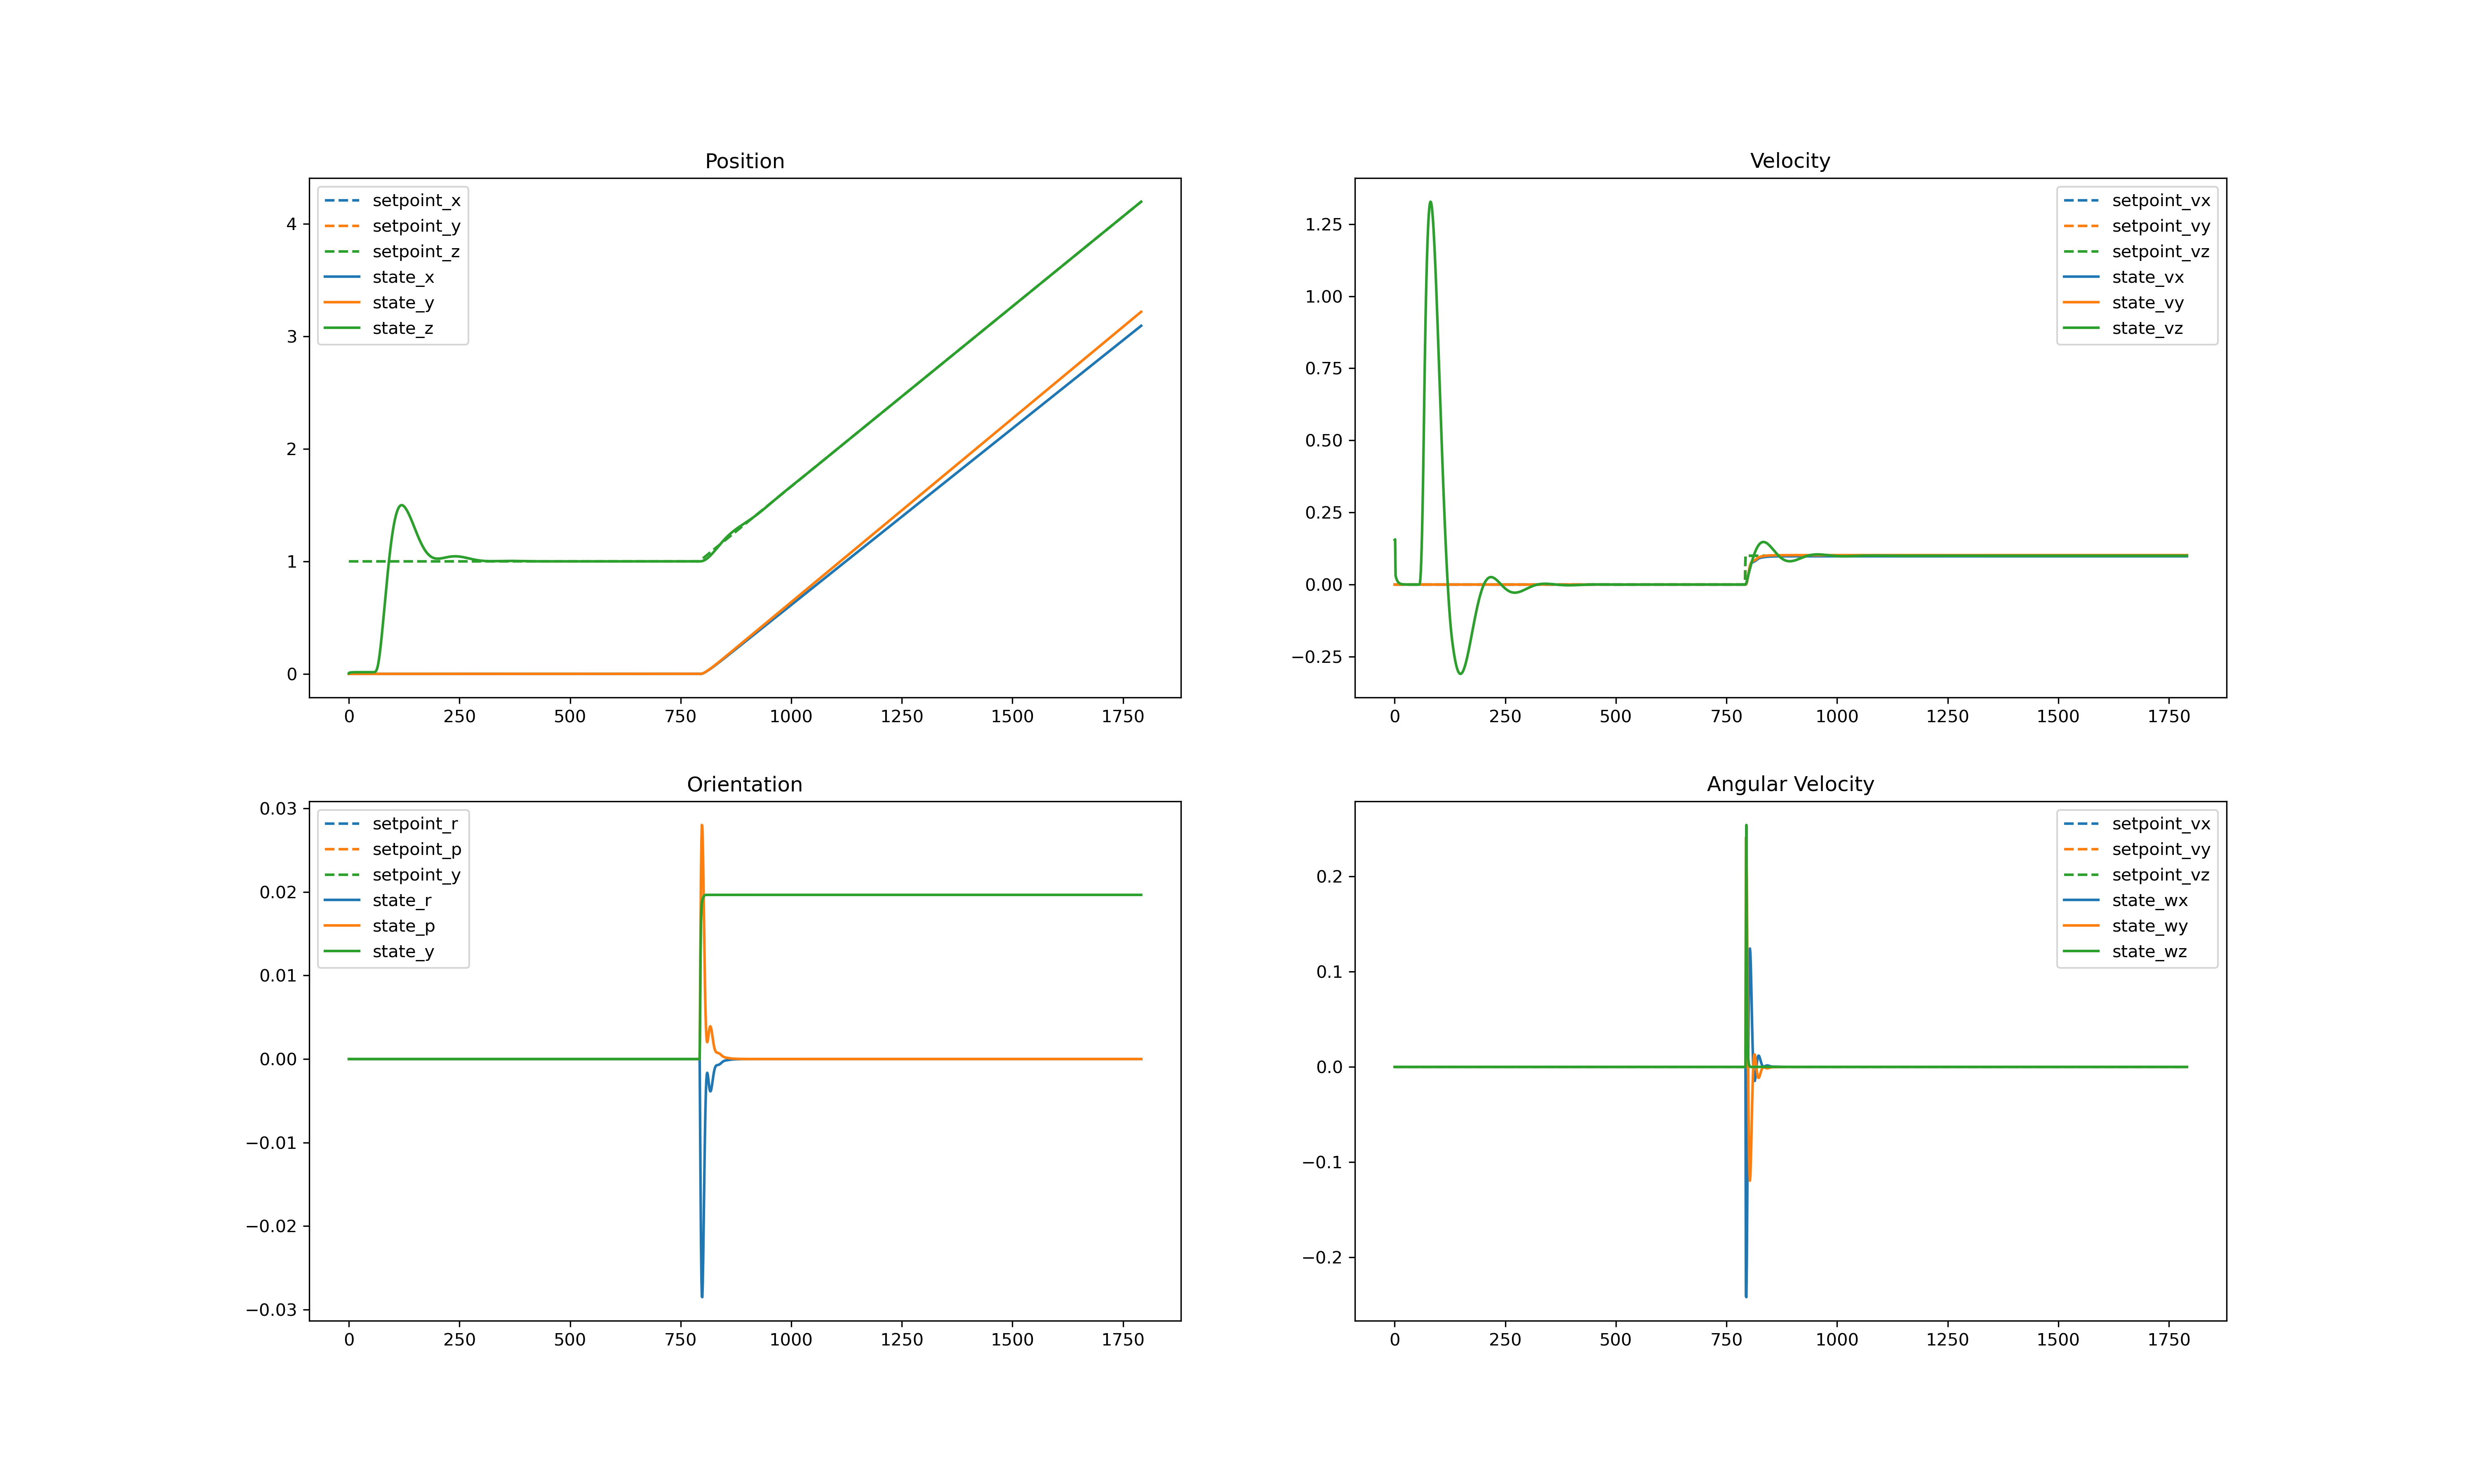 Position
setpoint_x
setpoint_y
setpoint_z
state_x
state_y
state_z
4
3
2
1
0
0 250 500 750 1000 1250 1500 1750
Velocity
setpoint_vx
setpoint_vy
setpoint_vz
state_vx
state_vy
state_vz
1.25
1.00
0.75
0.50
0.25
0.00
−0.25
0 250 500 750 1000 1250 1500 1750
Orientation
setpoint_r
setpoint_p
setpoint_y
state_r
state_p
state_y
0.03
0.02
0.01
0.00
−0.01
−0.02
−0.03
0 250 500 750 1000 1250 1500 1750
Angular Velocity
setpoint_vx
setpoint_vy
setpoint_vz
state_wx
state_wy
state_wz
0.2
0.1
0.0
−0.1
−0.2
0 250 500 750 1000 1250 1500 1750